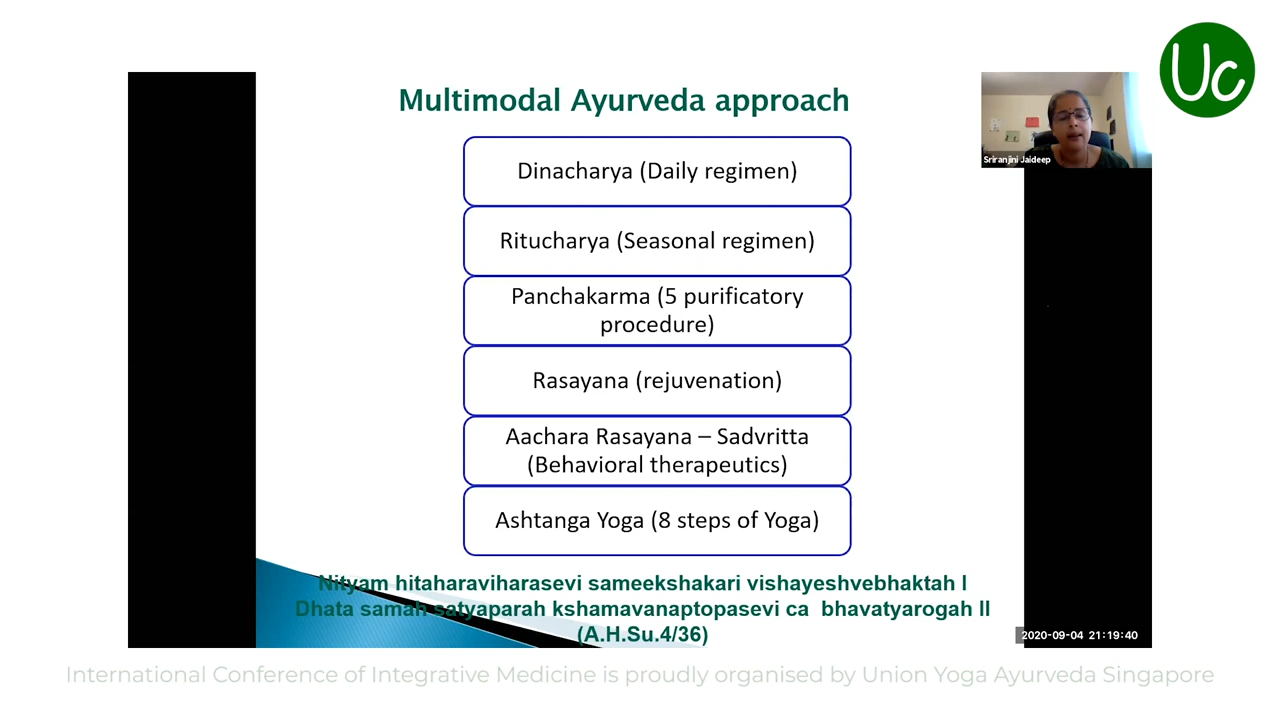 Uc
Multimodal Ayurveda approach
Sriranjini Jaideep
Dinacharya (Daily regimen)
Ritucharya (Seasonal regimen)
Panchakarma (5 purificatory
procedure)
Rasayana (rejuvenation)
Aachara Rasayana – Sadvritta
(Behavioral therapeutics)
Ashtanga Yoga (8 steps of Yoga)
Nityam hitaharaviharasevi sameekshakari vishayeshvebhaktah l
Dhata samah satyaparah kshamavanaptopasevi ca bhavatyarogah ll
(A.H.Su.4/36)
2020-09-04 21:19:40
International Conference of Integrative Medicine is proudly organised by Union Yoga Ayurveda Singapore